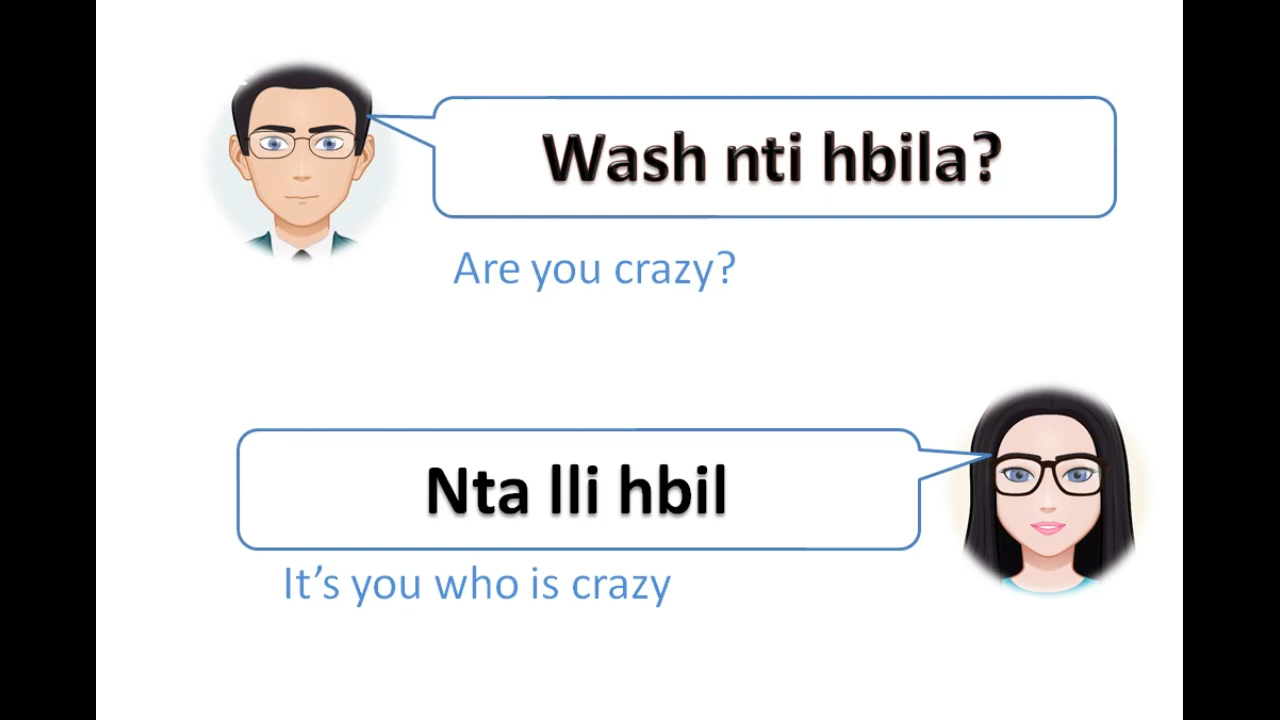 Wash nti hbila?
Are you crazy?
Nta lli hbil
It’s you who is crazy